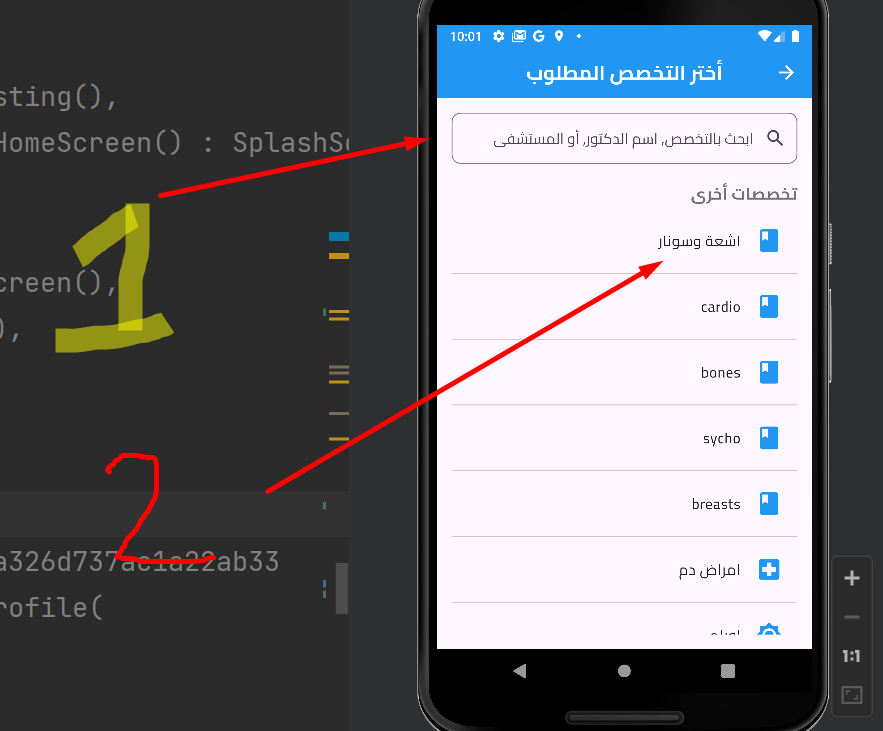 sting(),
HomeScreen() : SplashSc
1
creen(),
),
2
a326d737ac1a22ab33
rofile(
10:01
أختر التخصص المطلوب
ابحث بالتخصص, اسم الدكتور, أو المستشفى
تخصصات أخرى
اشعة وسونار
cardio
bones
sycho
breasts
امراض دم
1:1